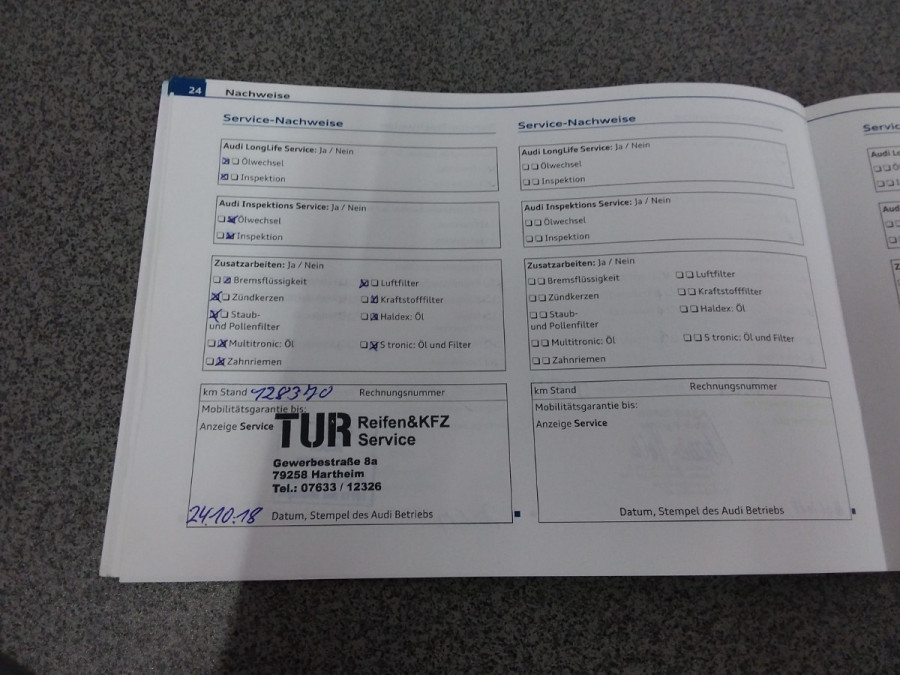 24 Nachweise
Service-Nachweise
Audi LongLife Service: Ja / Nein
Ölwechsel
Inspektion
Audi Inspektions Service: Ja / Nein
Ölwechsel
Inspektion
Zusatzarbeiten: Ja / Nein
Bremsflüssigkeit Luftfilter
Zündkerzen Kraftstofffilter
Staub- Haldex: Öl
und Pollenfilter
Multitronic: Öl S tronic: Öl und Filter
Zahnriemen
km Stand 128370 Rechnungsnummer
Mobilitätsgarantie bis:
Anzeige Service
TUR Reifen&KFZ
Service
Gewerbestraße 8a
79258 Hartheim
Tel.: 07633 / 12326
24.10.18 Datum, Stempel des Audi Betriebs
Service-Nachweise
Audi LongLife Service: Ja / Nein
Ölwechsel
Inspektion
Audi Inspektions Service: Ja / Nein
Ölwechsel
Inspektion
Zusatzarbeiten: Ja / Nein
Bremsflüssigkeit Luftfilter
Zündkerzen Kraftstofffilter
Staub- Haldex: Öl
und Pollenfilter
Multitronic: Öl S tronic: Öl und Filter
Zahnriemen
km Stand Rechnungsnummer
Mobilitätsgarantie bis:
Anzeige Service
Datum, Stempel des Audi Betriebs